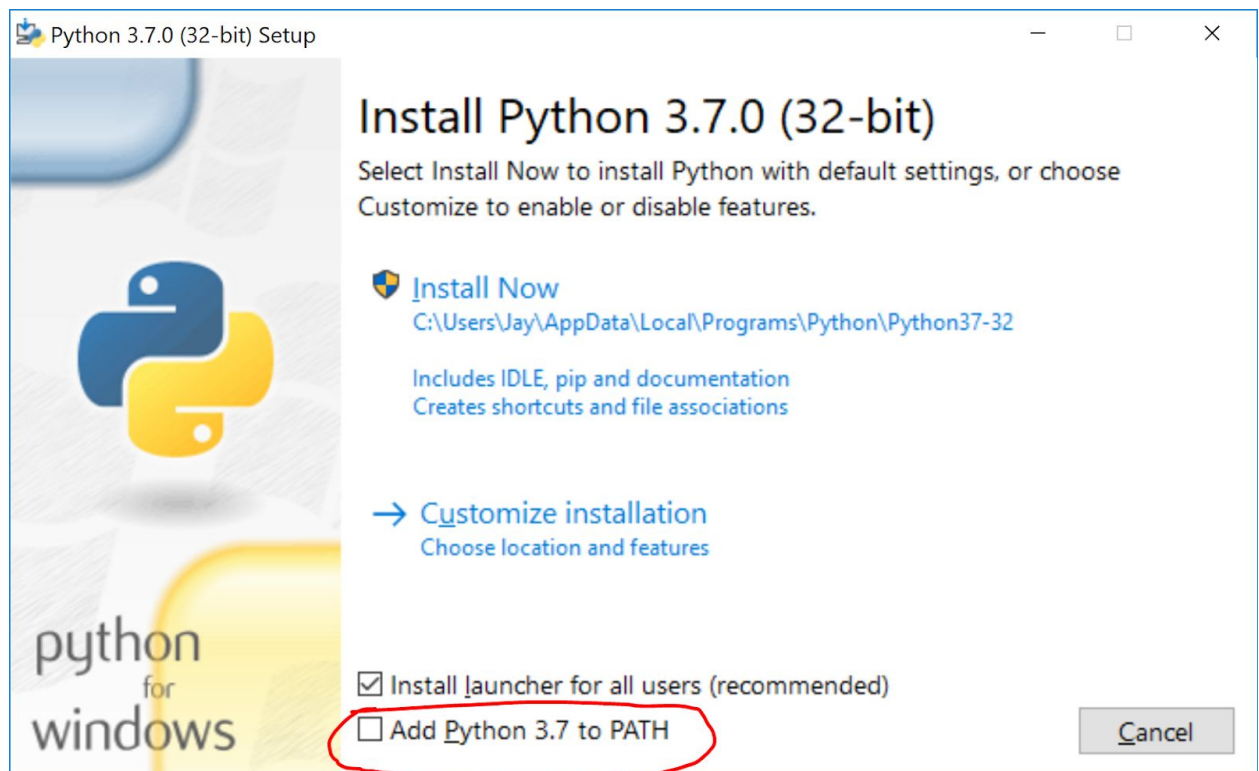 Python 3.7.0 (32-bit) Setup
Install Python 3.7.0 (32-bit)
Select Install Now to install Python with default settings, or choose
Customize to enable or disable features.
Install Now
C:\Users\Jay\AppData\Local\Programs\Python\Python37-32
Includes IDLE, pip and documentation
Creates shortcuts and file associations
Customize installation
Choose location and features
python
for
windows
Install launcher for all users (recommended)
Add Python 3.7 to PATH
Cancel